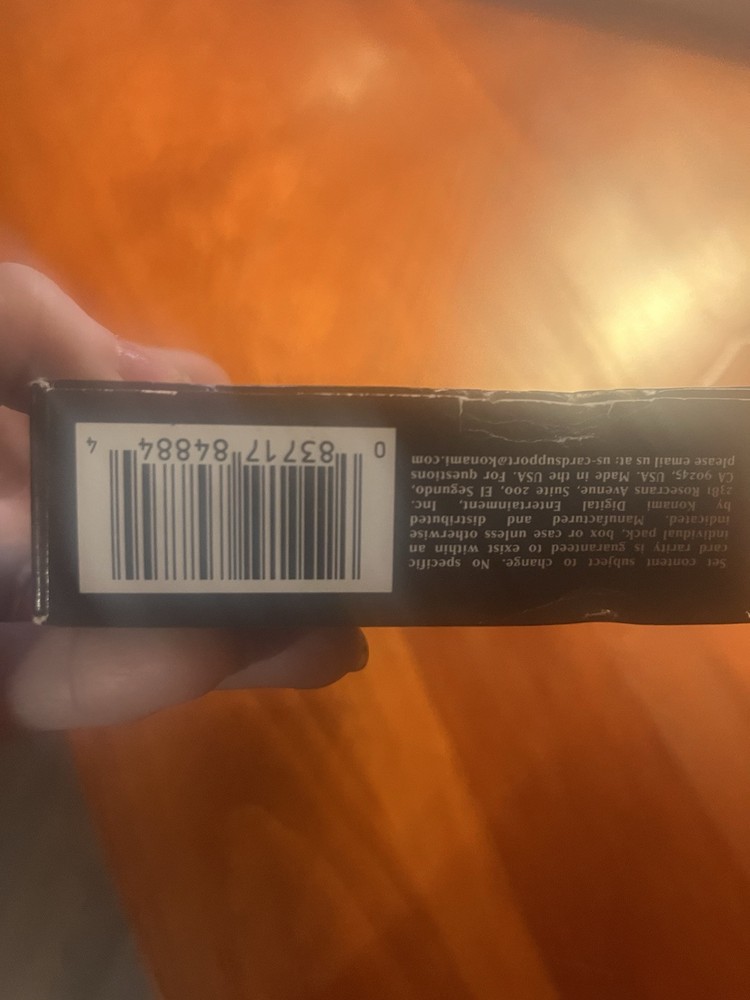 0 83717 84884 4
Set content subject to change. No specific
card rarity is guaranteed to exist within an
individual pack, box or case unless otherwise
indicated. Manufactured and distributed
by Konami Digital Entertainment, Inc.
2381 Rosecrans Avenue, Suite 200, El Segundo,
CA 90245, USA. Made in the USA. For questions
please email us at: us-cardsupport@konami.com